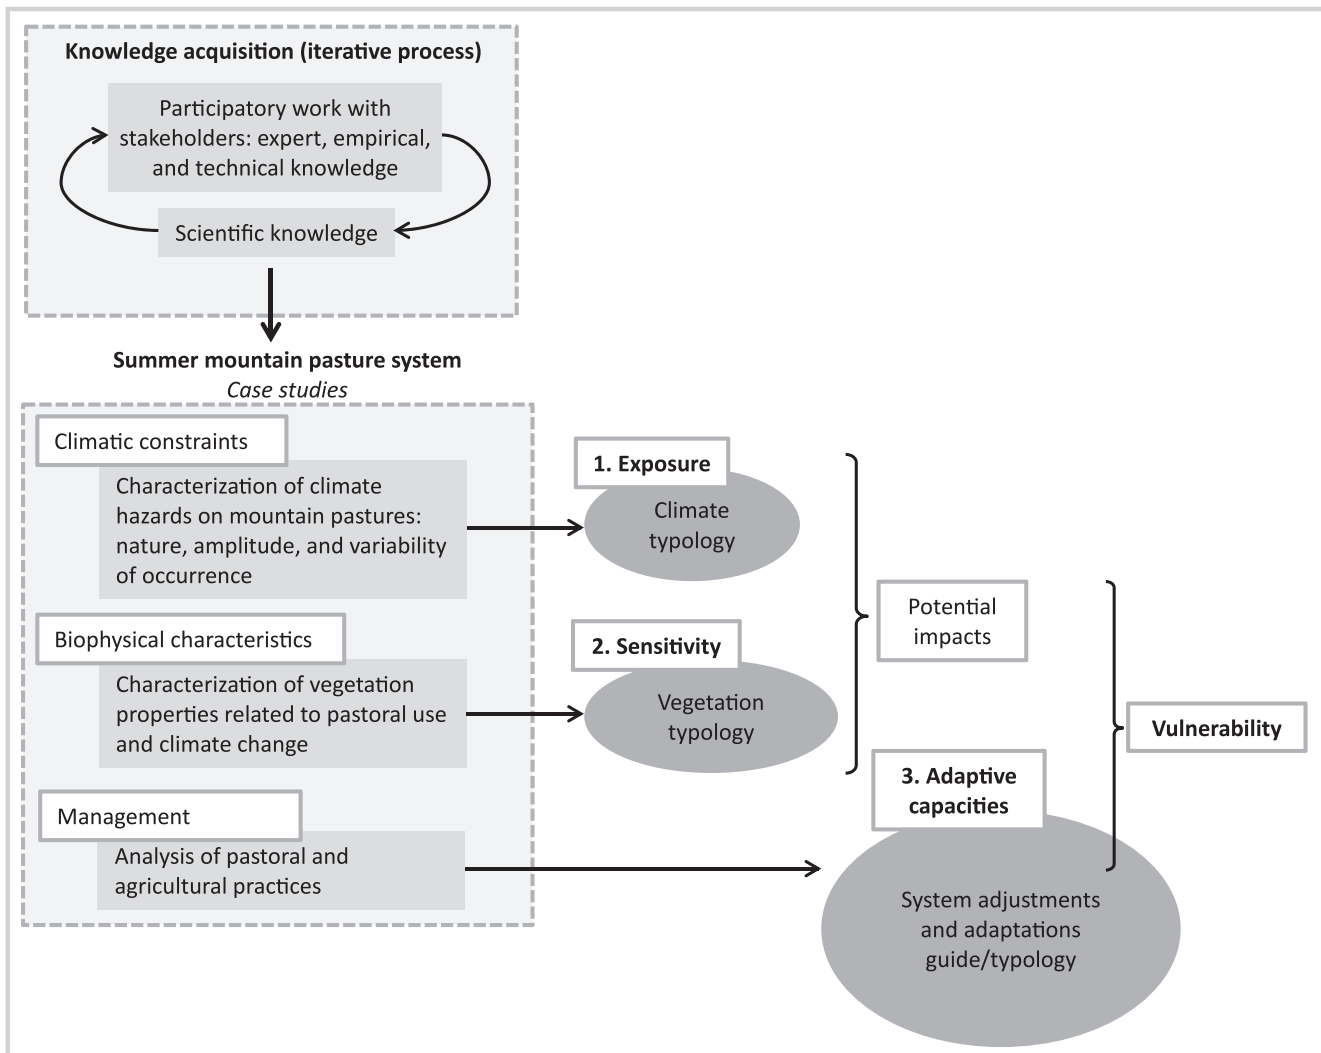 Knowledge acquisition (iterative process)
Participatory work with
stakeholders: expert, empirical,
and technical knowledge
Scientific knowledge
Summer mountain pasture system
Case studies
Climatic constraints
Characterization of climate
hazards on mountain pastures:
nature, amplitude, and variability
of occurrence
1. Exposure
Climate
typology
Biophysical characteristics
Characterization of vegetation
properties related to pastoral use
and climate change
2. Sensitivity
Vegetation
typology
Potential
impacts
Vulnerability
Management
Analysis of pastoral and
agricultural practices
3. Adaptive
capacities
System adjustments
and adaptations
guide/typology